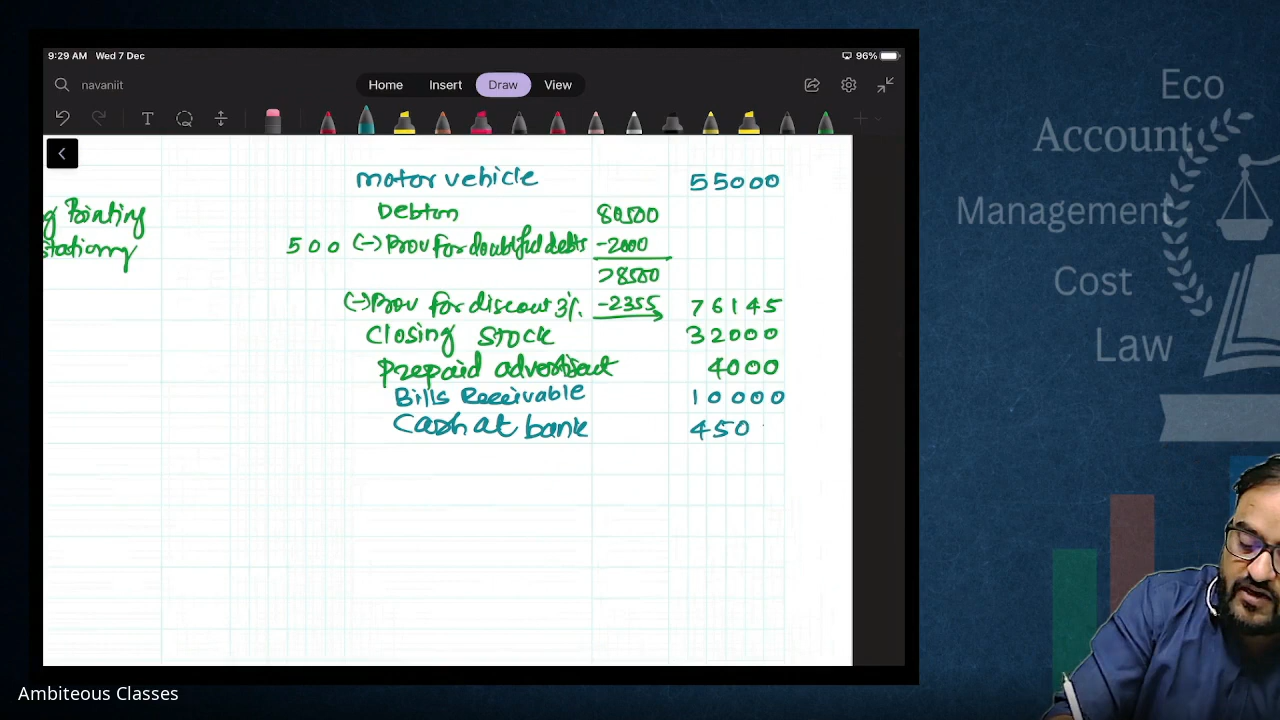 9:29 AM Wed 7 Dec
96%
navaniit
Home Insert Draw View
motor vehicle 55000
Debtors 80500
g Printing
stationry
500 (-) Prov for doubtful debts -2000
78500
(-) Prov for discount 3%. -2355 76145
Closing stock 32000
Prepaid advertisment 4000
Bills Receivable 10000
Cash at bank 450
Eco
Account
Management
Cost
Law
Ambiteous Classes